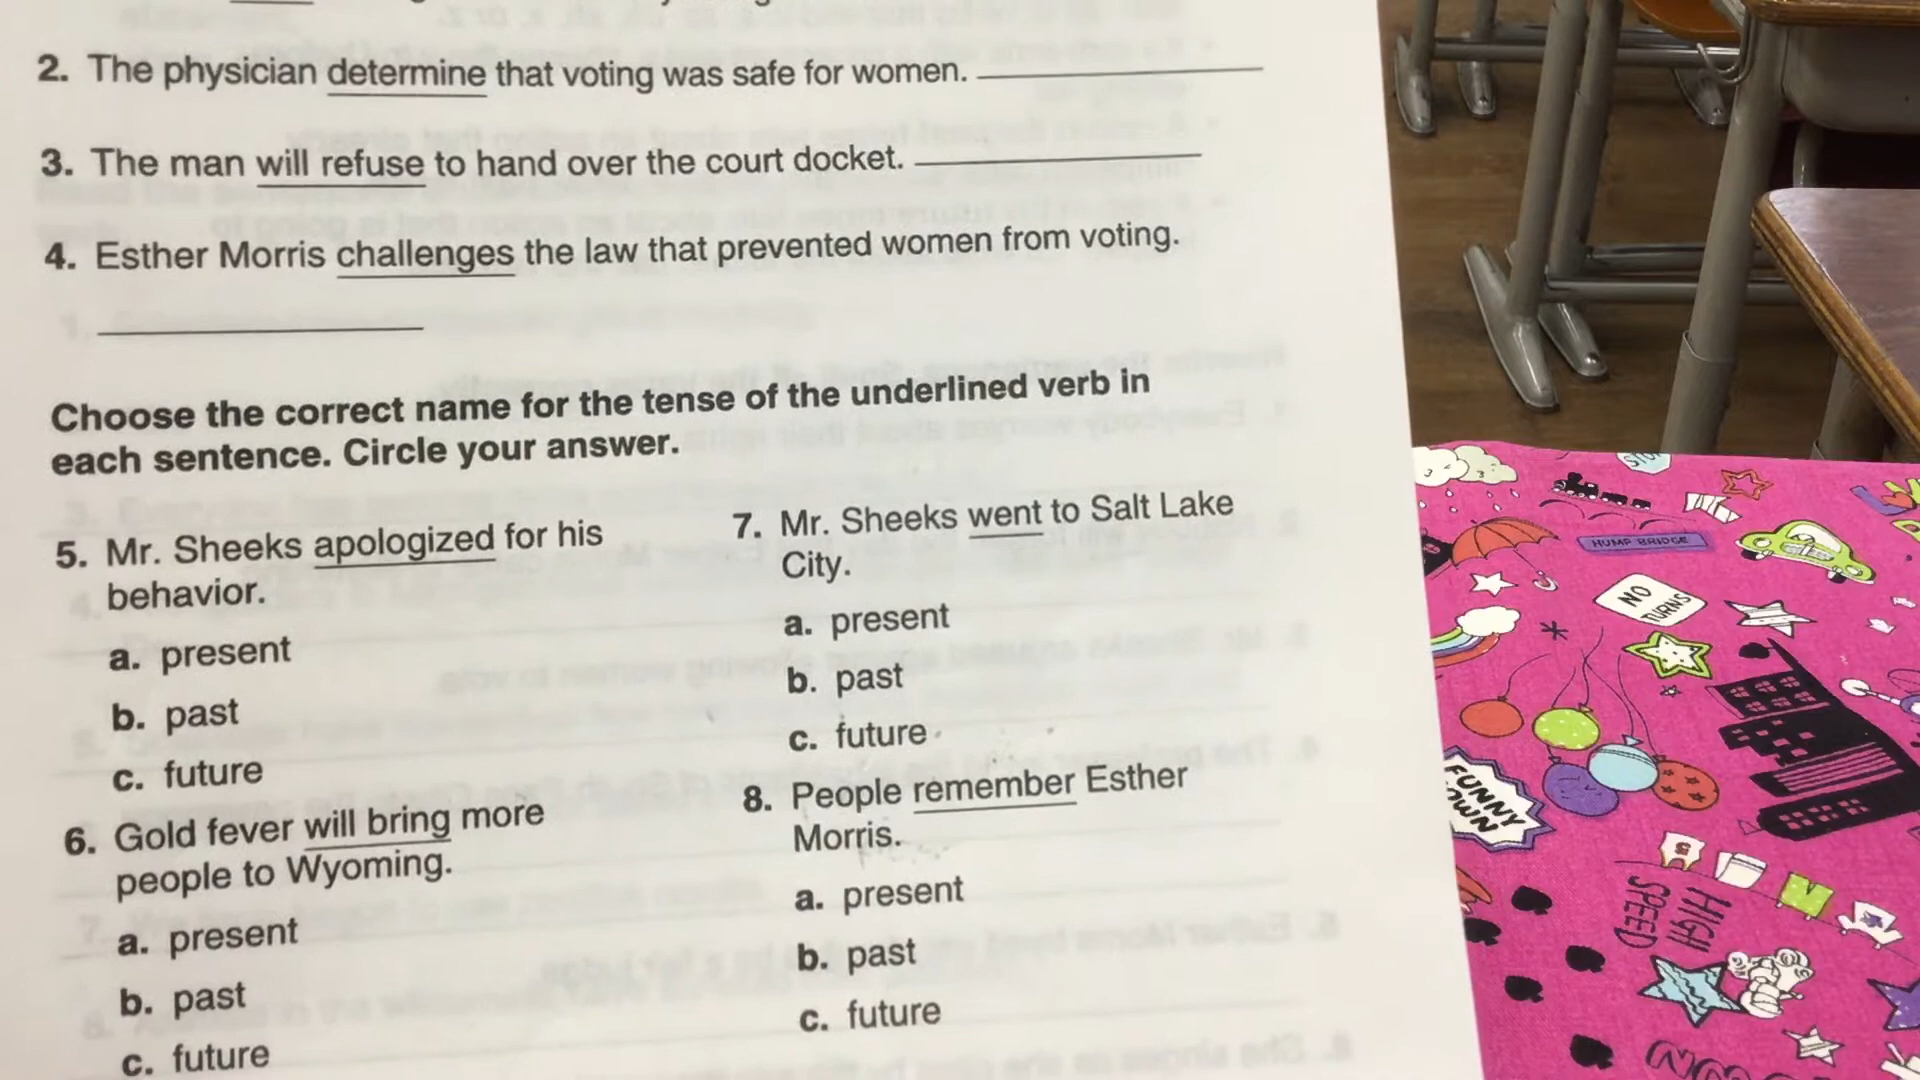 2. The physician determine that voting was safe for women.
3. The man will refuse to hand over the court docket.
4. Esther Morris challenges the law that prevented women from voting.
Choose the correct name for the tense of the underlined verb in
each sentence. Circle your answer.
5. Mr. Sheeks apologized for his
behavior.
a. present
b. past
c. future
6. Gold fever will bring more
people to Wyoming.
a. present
b. past
c. future
7. Mr. Sheeks went to Salt Lake
City.
a. present
b. past
c. future
8. People remember Esther
Morris.
a. present
b. past
c. future
HUMP BRIDGE
NO
TURNS
FUNNY
HIGH
SPEED